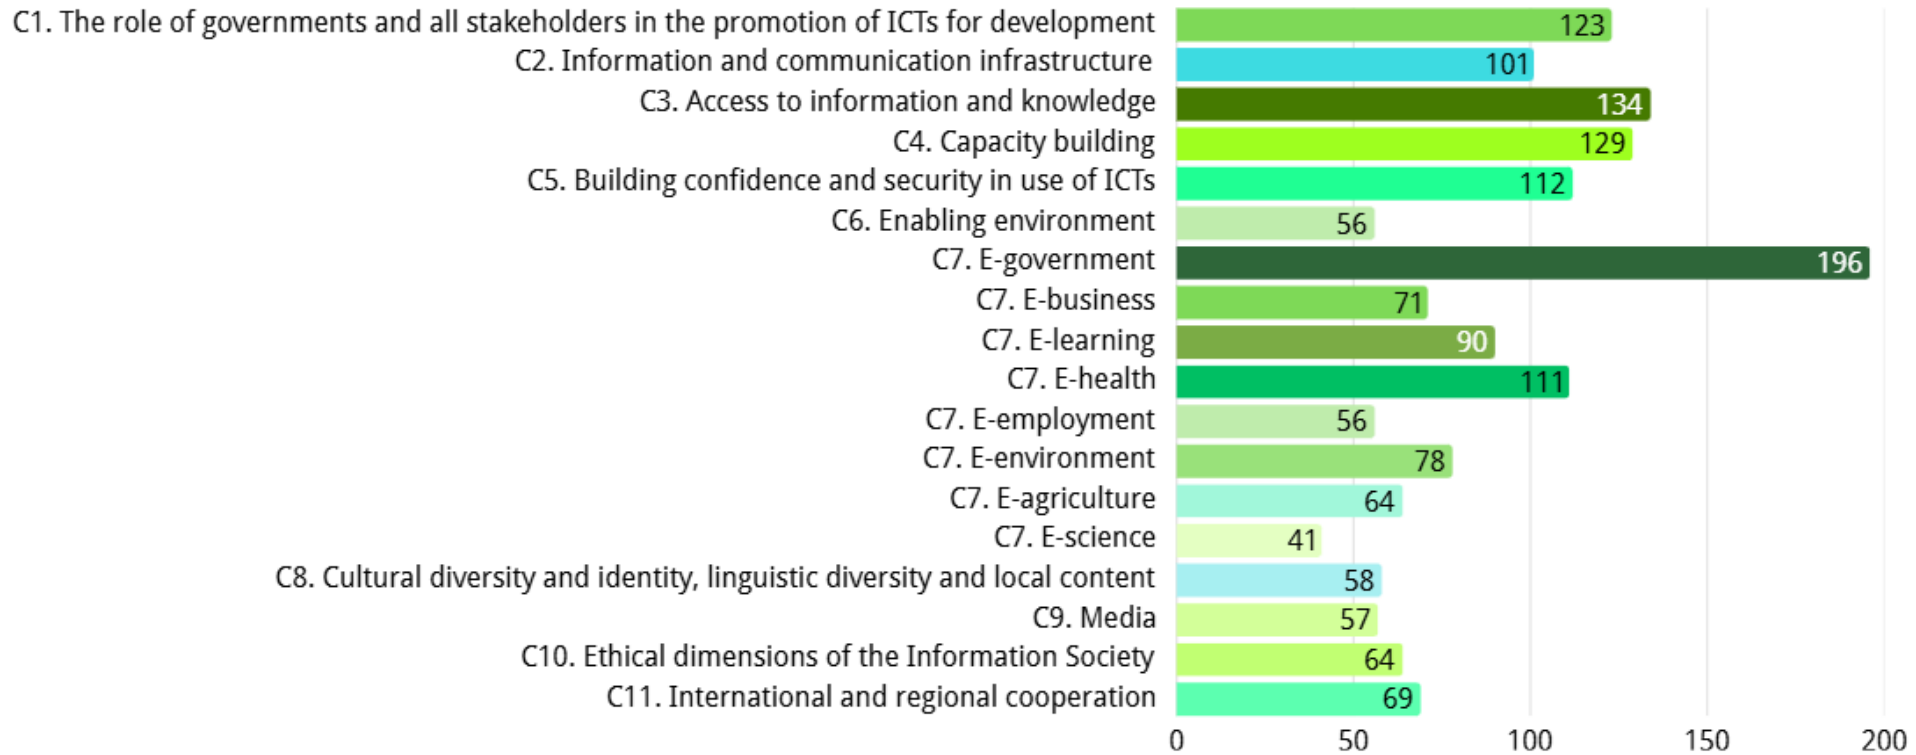 C1. The role of governments and all stakeholders in the promotion of ICTs for development 123
C2. Information and communication infrastructure 101
C3. Access to information and knowledge 134
C4. Capacity building 129
C5. Building confidence and security in use of ICTs 112
C6. Enabling environment 56
C7. E-government 196
C7. E-business 71
C7. E-learning 90
C7. E-health 111
C7. E-employment 56
C7. E-environment 78
C7. E-agriculture 64
C7. E-science 41
C8. Cultural diversity and identity, linguistic diversity and local content 58
C9. Media 57
C10. Ethical dimensions of the Information Society 64
C11. International and regional cooperation 69
0 50 100 150 200